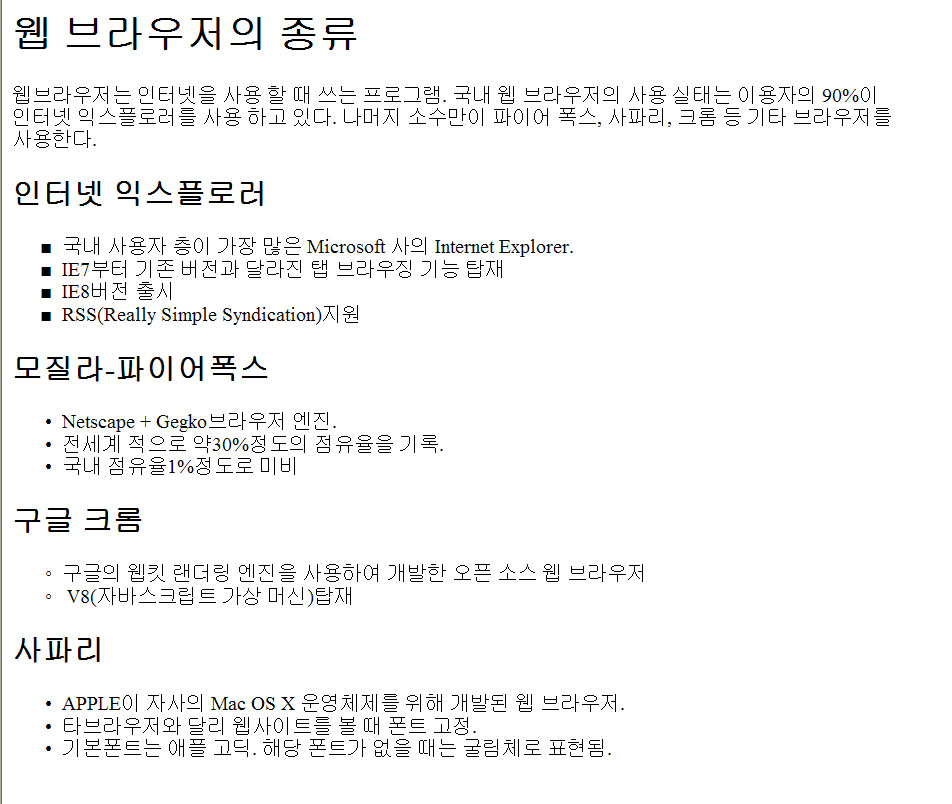 웹 브라우저의 종류
웹브라우저는 인터넷을 사용 할 때 쓰는 프로그램. 국내 웹 브라우저의 사용 실태는 이용자의 90%이
인터넷 익스플로러를 사용 하고 있다. 나머지 소수만이 파이어 폭스, 사파리, 크롬 등 기타 브라우저를
사용한다.
인터넷 익스플로러
■ 국내 사용자 층이 가장 많은 Microsoft 사의 Internet Explorer.
■ IE7부터 기존 버전과 달라진 탭 브라우징 기능 탑재
■ IE8버전 출시
■ RSS(Really Simple Syndication)지원
모질라-파이어폭스
• Netscape + Gegko브라우저 엔진.
• 전세계 적으로 약30%정도의 점유율을 기록.
• 국내 점유율1%정도로 미비
구글 크롬
◦ 구글의 웹킷 랜더링 엔진을 사용하여 개발한 오픈 소스 웹 브라우저
◦ V8(자바스크립트 가상 머신)탑재
사파리
• APPLE이 자사의 Mac OS X 운영체제를 위해 개발된 웹 브라우저.
• 타브라우저와 달리 웹사이트를 볼 때 폰트 고정.
• 기본폰트는 애플 고딕. 해당 폰트가 없을 때는 굴림체로 표현됨.